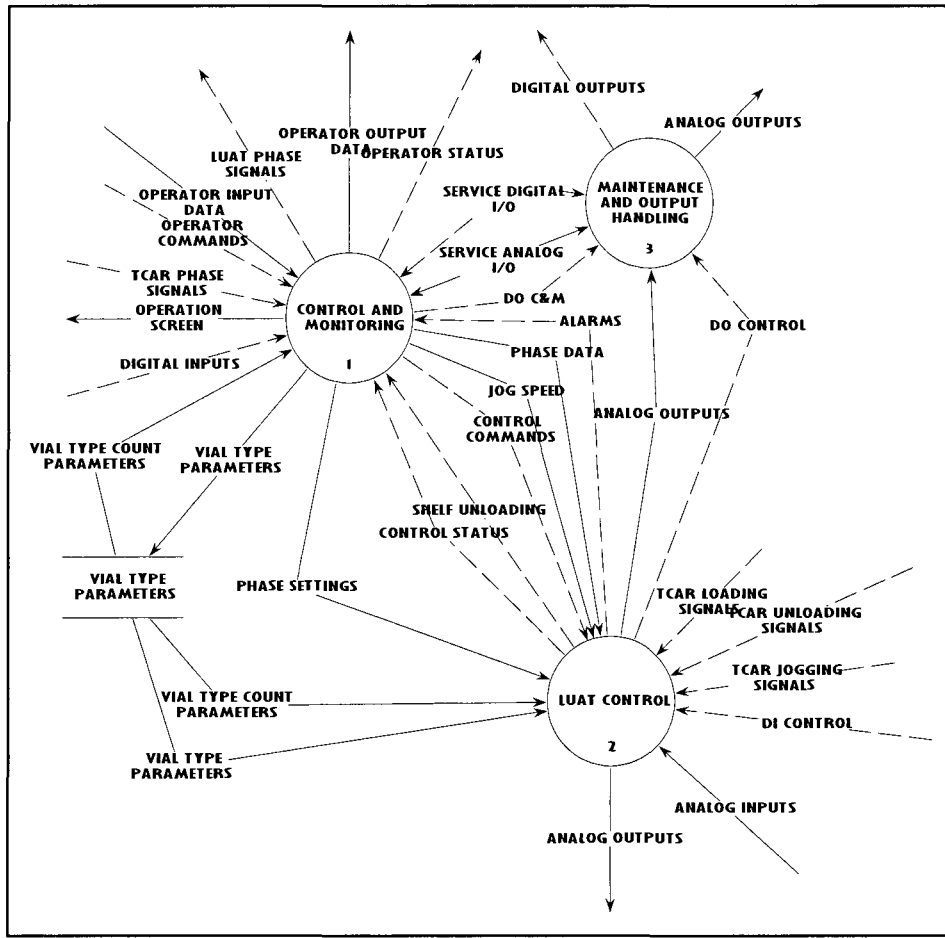 DIGITAL OUTPUTS
ANALOG OUTPUTS
OPERATOR OUTPUT
DATA
OPERATOR STATUS
LUAT PHASE
SIGNALS
OPERATOR INPUT
DATA
OPERATOR
COMMANDS
SERVICE DIGITAL
I/O
MAINTENANCE
AND OUTPUT
HANDLING
3
SERVICE ANALOG
I/O
TCAR PHASE
SIGNALS
OPERATION
SCREEN
CONTROL AND
MONITORING
1
DO C&M
ALARMS
DO CONTROL
DIGITAL INPUTS
PHASE DATA
JOG SPEED
CONTROL
COMMANDS
ANALOG OUTPUTS
VIAL TYPE COUNT
PARAMETERS
VIAL TYPE
PARAMETERS
SHELF UNLOADING
CONTROL STATUS
VIAL TYPE
PARAMETERS
PHASE SETTINGS
TCAR LOADING
SIGNALS
TCAR UNLOADING
SIGNALS
TCAR JOGGING
SIGNALS
VIAL TYPE COUNT
PARAMETERS
LUAT CONTROL
2
DI CONTROL
VIAL TYPE
PARAMETERS
ANALOG INPUTS
ANALOG OUTPUTS